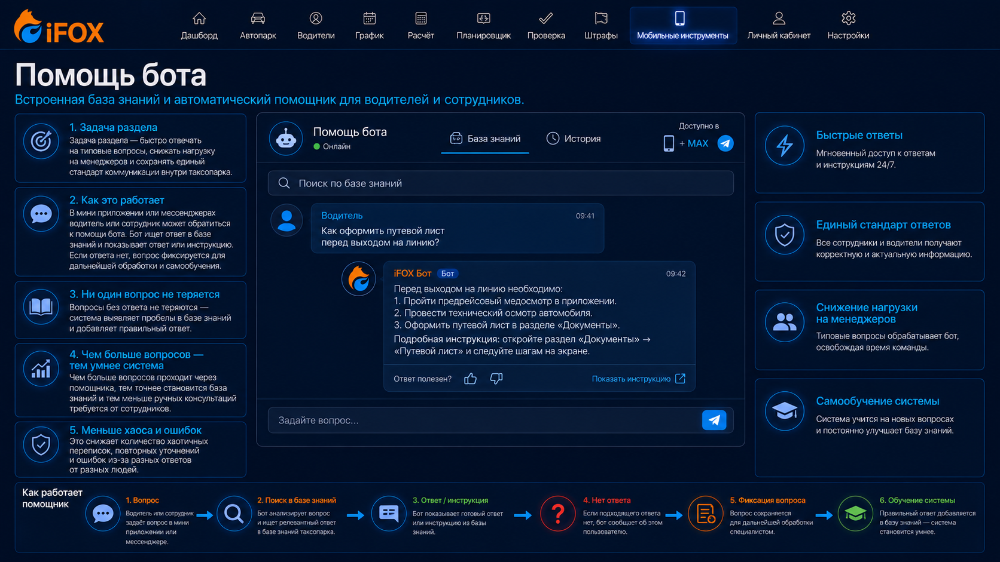 iFOX
Дашборд
Автопарк
Водители
График
Расчёт
Планировщик
Проверка
Штрафы
Мобильные инструменты
Личный кабинет
Настройки
Помощь бота
Встроенная база знаний и автоматический помощник для водителей и сотрудников.
1. Задача раздела
Задача раздела — быстро отвечать
на типовые вопросы, снижать нагрузку
на менеджеров и сохранять единый
стандарт коммуникации внутри таксопарка.
2. Как это работает
В мини приложении или мессенджерах
водитель или сотрудник может обратиться
к помощи бота. Бот ищет ответ в базе
знаний и показывает ответ или инструкцию.
Если ответа нет, вопрос фиксируется для
дальнейшей обработки и самообучения.
3. Ни один вопрос не теряется
Вопросы без ответа не теряются —
система выявляет пробелы в базе знаний
и добавляет правильный ответ.
4. Чем больше вопросов —
тем умнее система
Чем больше вопросов проходит через
помощника, тем точнее становится база
знаний и тем меньше ручных консультаций
требуется от сотрудников.
5. Меньше хаоса и ошибок
Это снижает количество хаотичных
переписок, повторных уточнений
и ошибок из-за разных ответов
от разных людей.
Помощь бота
Онлайн
База знаний
История
Доступно в
+ MAX
Поиск по базе знаний
Водитель
09:41
Как оформить путевой лист
перед выходом на линию?
iFOX Бот
Бот
09:42
Перед выходом на линию необходимо:
1. Пройти предрейсовый медосмотр в приложении.
2. Провести технический осмотр автомобиля.
3. Оформить путевой лист в разделе «Документы».
Подробная инструкция: откройте раздел «Документы» →
«Путевой лист» и следуйте шагам на экране.
Ответ полезен?
Показать инструкцию
Задайте вопрос...
Быстрые ответы
Мгновенный доступ к ответам
и инструкциям 24/7.
Единый стандарт ответов
Все сотрудники и водители получают
корректную и актуальную информацию.
Снижение нагрузки
на менеджеров
Типовые вопросы обрабатывает бот,
освобождая время команды.
Самообучение системы
Система учится на новых вопросах
и постоянно улучшает базу знаний.
Как работает
помощник
1. Вопрос
Водитель или сотрудник
задаёт вопрос в мини
приложении или
мессенджере.
2. Поиск в базе знаний
Бот анализирует вопрос
и ищет релевантный ответ
в базе знаний таксопарка.
3. Ответ / инструкция
Бот показывает готовый ответ
или инструкцию из базы
знаний.
4. Нет ответа
Если подходящего ответа
нет, бот сообщает об этом
пользователю.
5. Фиксация вопроса
Вопрос сохраняется
для дальнейшей обработки
специалистом.
6. Обучение системы
Правильный ответ добавляется
в базу знаний — система
становится умнее.